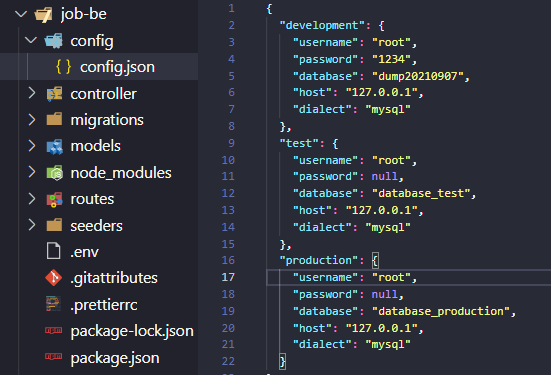 job-be
config
{ } config.json
controller
migrations
models
node_modules
routes
seeders
.env
.gitattributes
.prettierrc
package-lock.json
package.json
1 {
2 "development": {
3 "username": "root",
4 "password": "1234",
5 "database": "dump20210907",
6 "host": "127.0.0.1",
7 "dialect": "mysql"
8 },
9 "test": {
10 "username": "root",
11 "password": null,
12 "database": "database_test",
13 "host": "127.0.0.1",
14 "dialect": "mysql"
15 },
16 "production": {
17 "username": "root",
18 "password": null,
19 "database": "database_production",
20 "host": "127.0.0.1",
21 "dialect": "mysql"
22 }